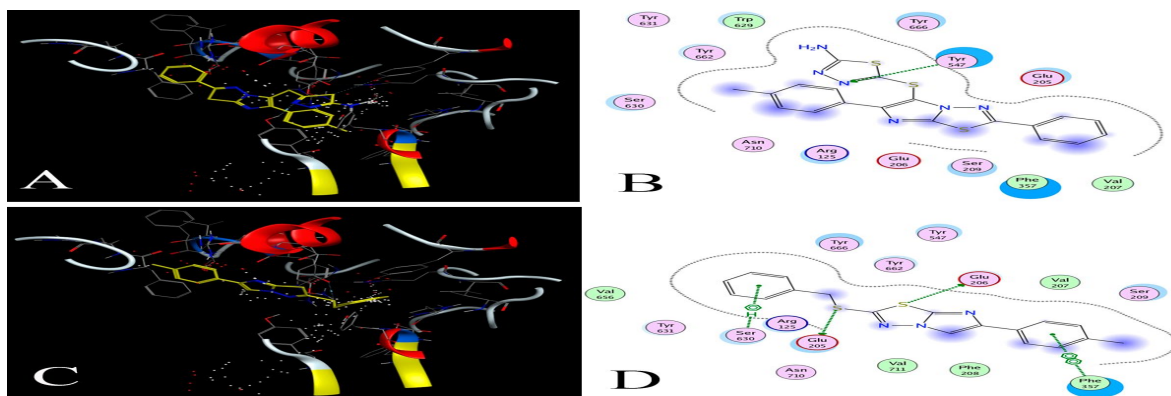 A
B
Tyr
631
Trp
629
Tyr
666
Tyr
662
H₂N
S
Tyr
547
N
N
S
Glu
205
Ser
630
N
N
N
S
Asn
710
Arg
125
Glu
206
Ser
209
Phe
357
Val
207
C
D
Tyr
666
Tyr
547
Tyr
662
Glu
206
Val
207
Val
656
Ser
209
H
S
S
N
Tyr
631
Ser
630
Arg
125
Glu
205
N
N
Asn
710
Val
711
Phe
208
Phe
357